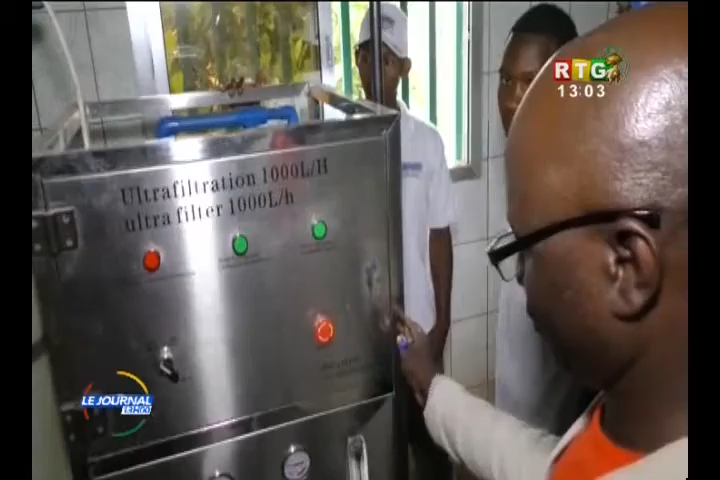 RTG
13:03
Ultrafiltration 1000L/H
ultra filter 1000L/h
LE JOURNAL
13H00